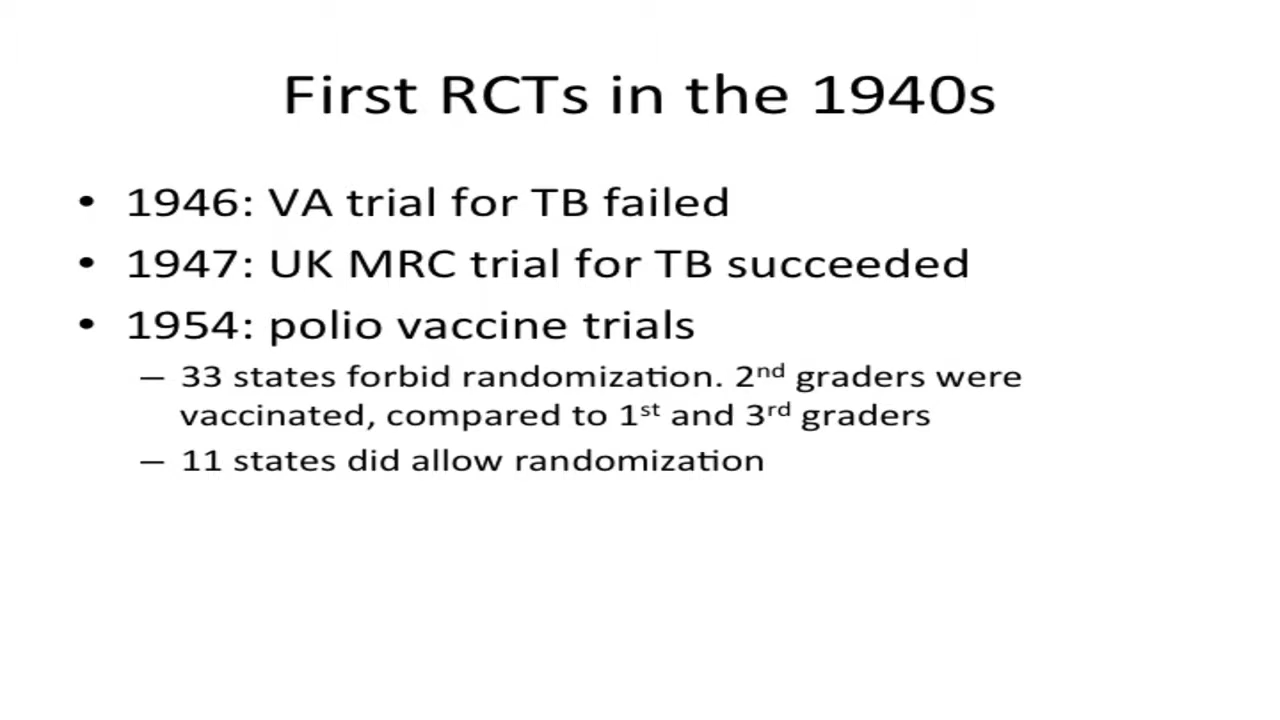 First RCTs in the 1940s
• 1946: VA trial for TB failed
• 1947: UK MRC trial for TB succeeded
• 1954: polio vaccine trials
– 33 states forbid randomization. 2nd graders were
vaccinated, compared to 1st and 3rd graders
– 11 states did allow randomization